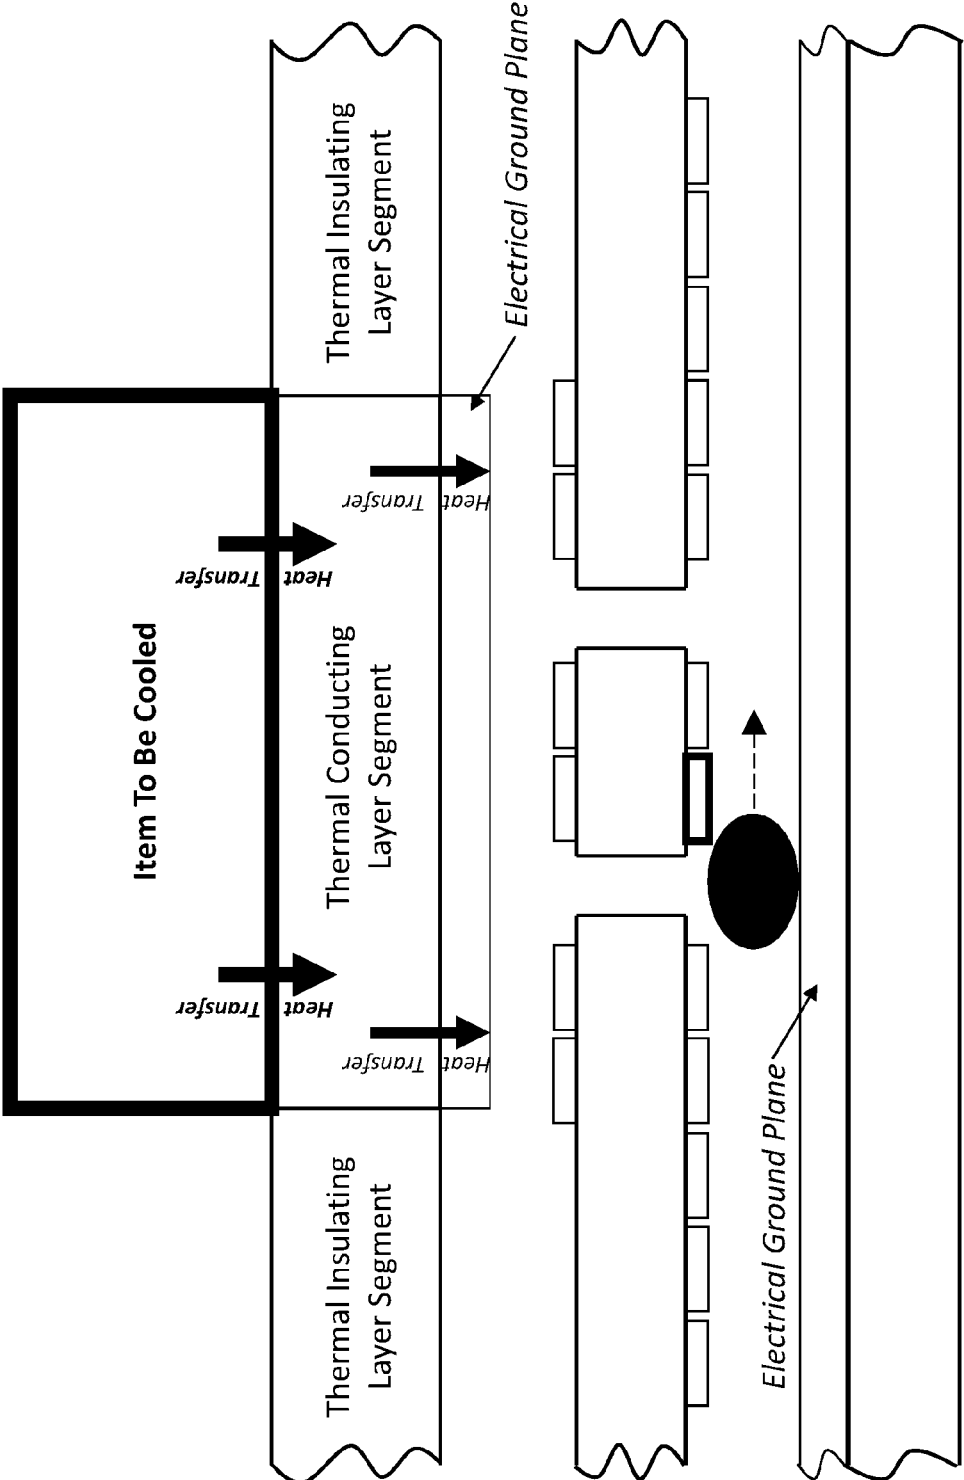 Item To Be Cooled
Heat Transfer
Heat Transfer
Thermal Insulating
Layer Segment
Thermal Conducting
Layer Segment
Thermal Insulating
Layer Segment
Heat Transfer
Heat Transfer
Electrical Ground Plane
Electrical Ground Plane